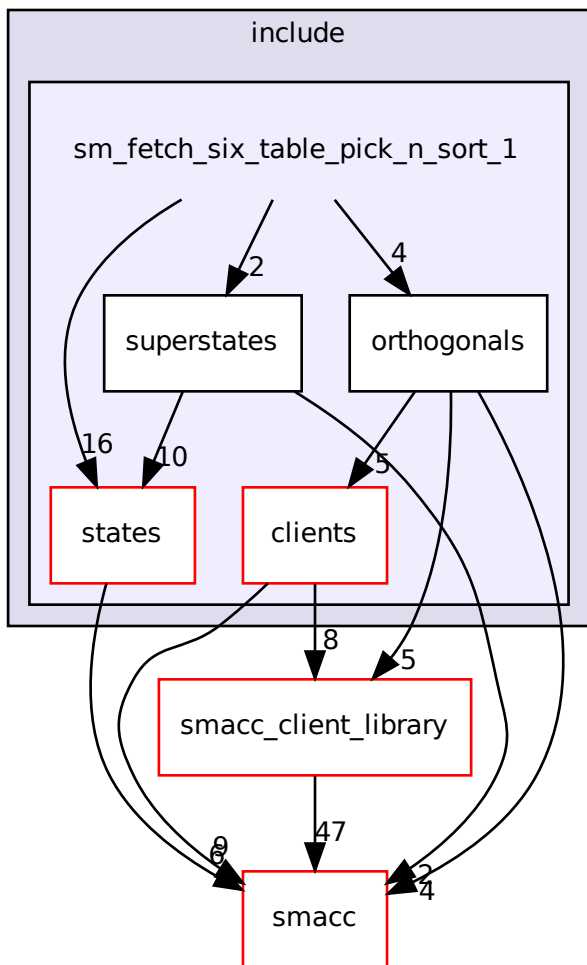 include
sm_fetch_six_table_pick_n_sort_1
2
4
superstates
orthogonals
16
10
5
states
clients
8
5
smacc_client_library
47
9
6
2
4
smacc